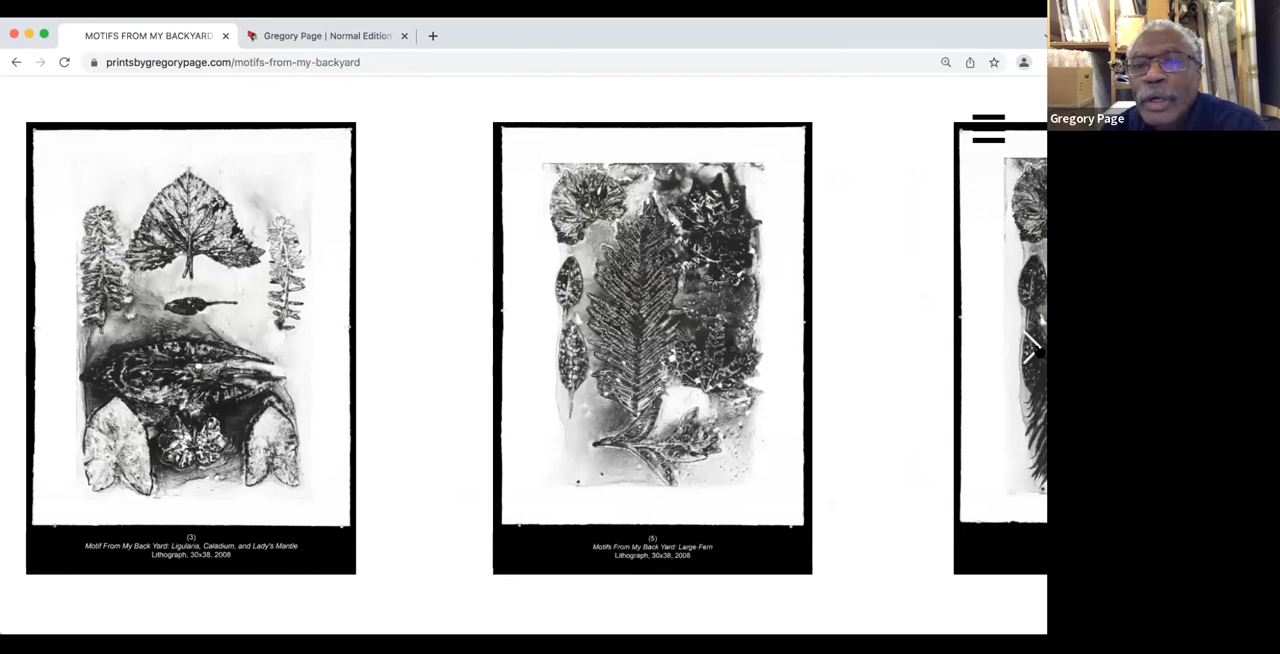 MOTIFS FROM MY BACKYARD
Gregory Page | Normal Edition
printsbygregorypage.com/motifs-from-my-backyard
Gregory Page
(3)
Motif From My Back Yard: Ligularia, Caladium, and Lady's Mantle
Lithograph, 30x38, 2008
(5)
Motifs From My Back Yard: Large Fern
Lithograph, 30x38, 2008